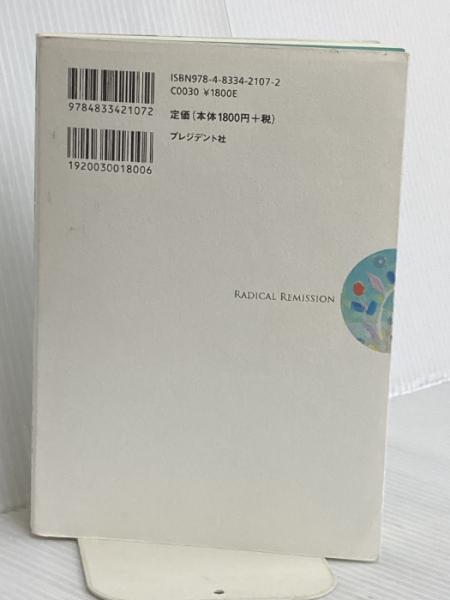 ISBN978-4-8334-2107-2
C0030 ¥1800E
9784833421072
定価(本体1800円+税)
プレジデント社
1920030018006
RADICAL REMISSION